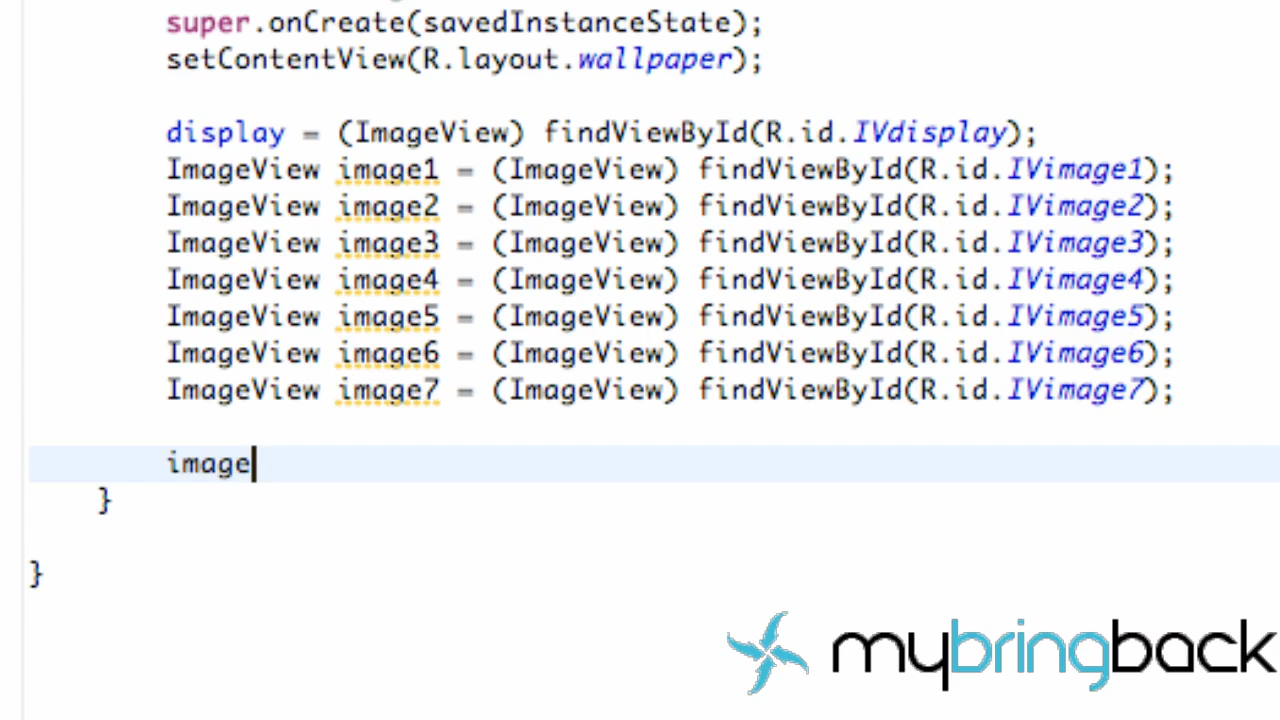 super.onCreate(savedInstanceState);
setContentView(R.layout.wallpaper);
display = (ImageView) findViewById(R.id.IVdisplay);
ImageView image1 = (ImageView) findViewById(R.id.IVimage1);
ImageView image2 = (ImageView) findViewById(R.id.IVimage2);
ImageView image3 = (ImageView) findViewById(R.id.IVimage3);
ImageView image4 = (ImageView) findViewById(R.id.IVimage4);
ImageView image5 = (ImageView) findViewById(R.id.IVimage5);
ImageView image6 = (ImageView) findViewById(R.id.IVimage6);
ImageView image7 = (ImageView) findViewById(R.id.IVimage7);
image
}
}
mybringback